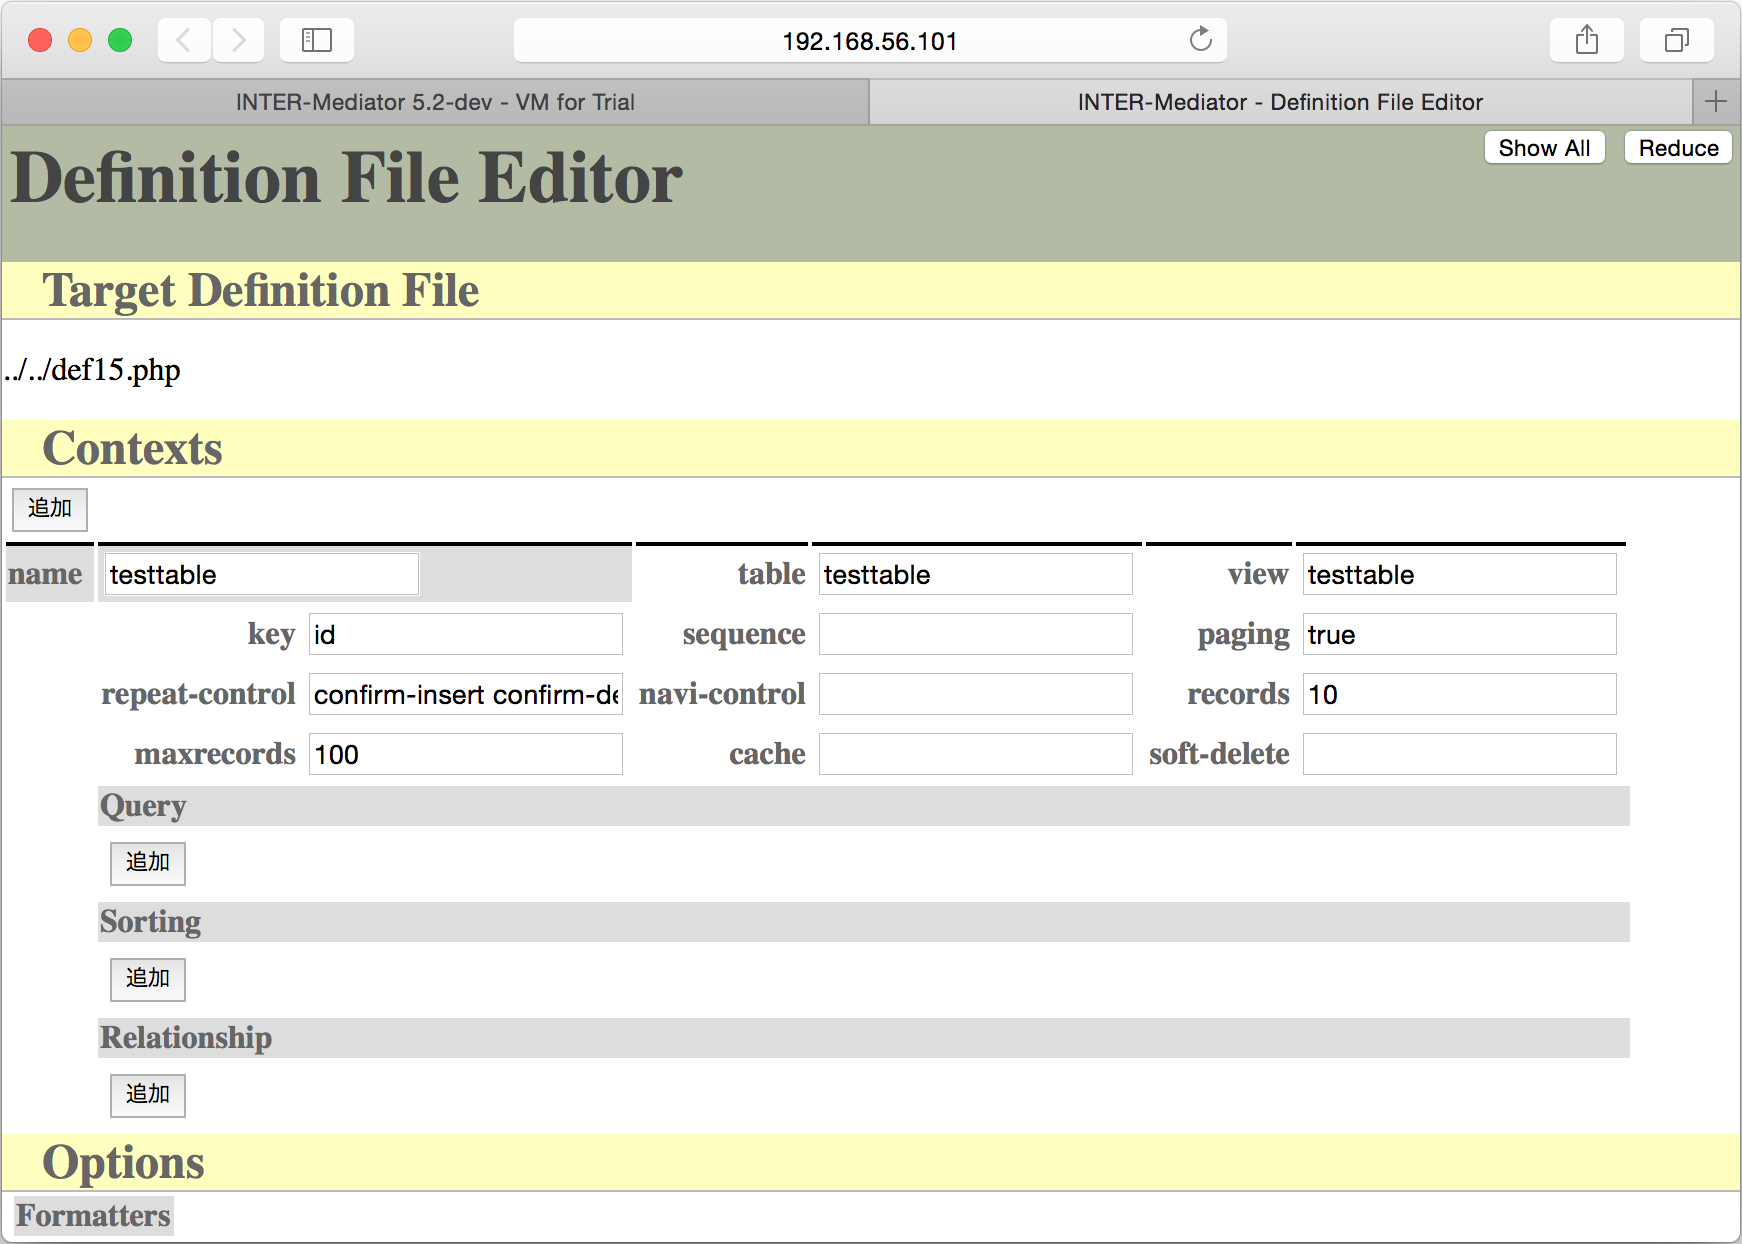 192.168.56.101
INTER-Mediator 5.2-dev - VM for Trial
INTER-Mediator - Definition File Editor
Show All
Reduce
Definition File Editor
Target Definition File
../../def15.php
Contexts
追加
name testtable table testtable view testtable
key id sequence paging true
repeat-control confirm-insert navi-control records 10
maxrecords 100 cache soft-delete
Query
追加
Sorting
追加
Relationship
追加
Options
Formatters